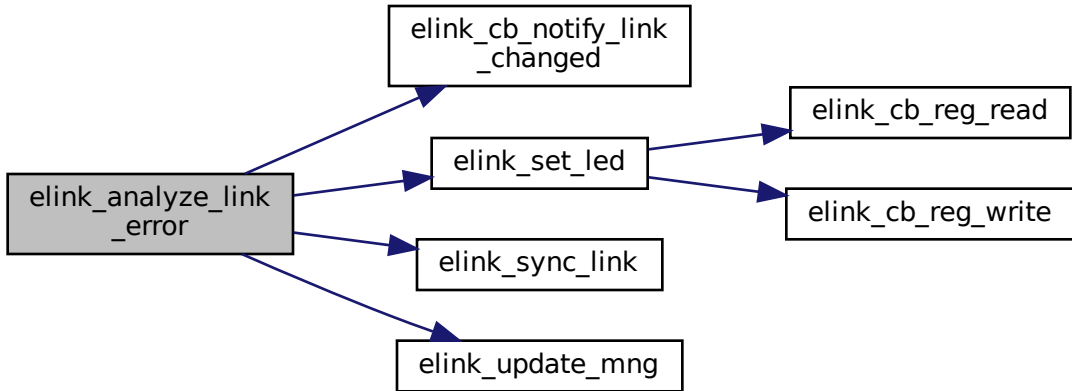 elink_cb_notify_link
_changed
elink_cb_reg_read
elink_set_led
elink_analyze_link
_error
elink_cb_reg_write
elink_sync_link
elink_update_mng